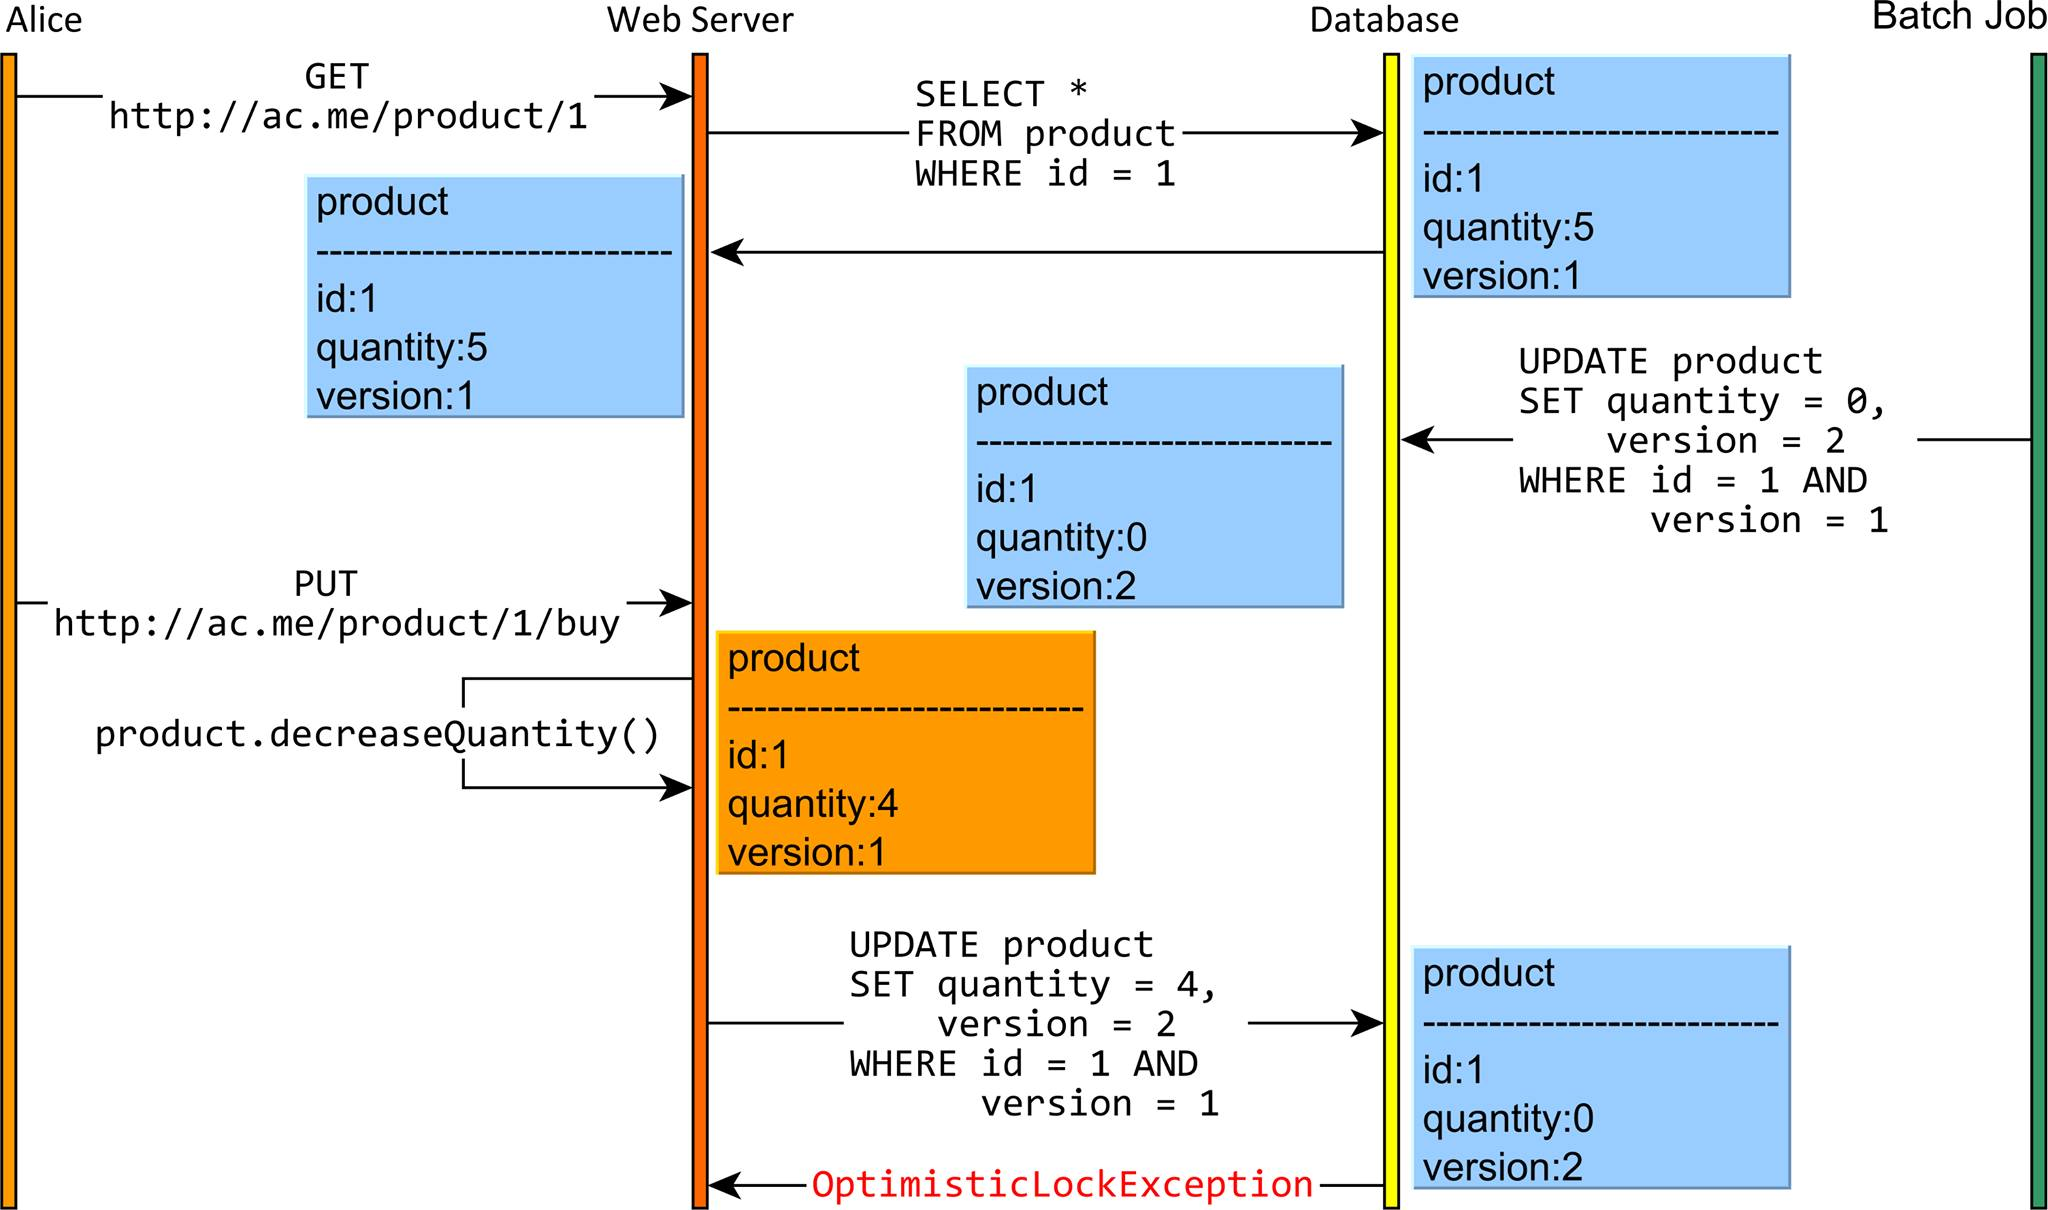 Alice
Web Server
Database
Batch Job
GET
http://ac.me/product/1
SELECT *
FROM product
WHERE id = 1
product
---------------------------
id:1
quantity:5
version:1
product
---------------------------
id:1
quantity:5
version:1
UPDATE product
SET quantity = 0,
version = 2
WHERE id = 1 AND
version = 1
product
---------------------------
id:1
quantity:0
version:2
PUT
http://ac.me/product/1/buy
product.decreaseQuantity()
product
---------------------------
id:1
quantity:4
version:1
UPDATE product
SET quantity = 4,
version = 2
WHERE id = 1 AND
version = 1
product
---------------------------
id:1
quantity:0
version:2
OptimisticLockException